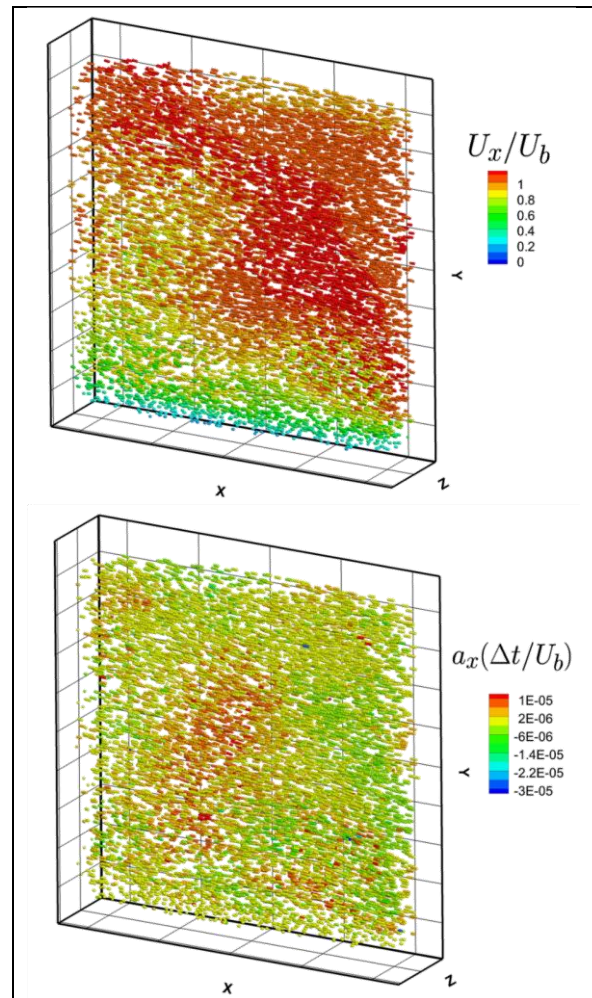 U_x/U_b
1
0.8
0.6
0.4
0.2
0
Y
X
Z
a_x(Δt/U_b)
1E-05
2E-06
-6E-06
-1.4E-05
-2.2E-05
-3E-05
Y
X
Z